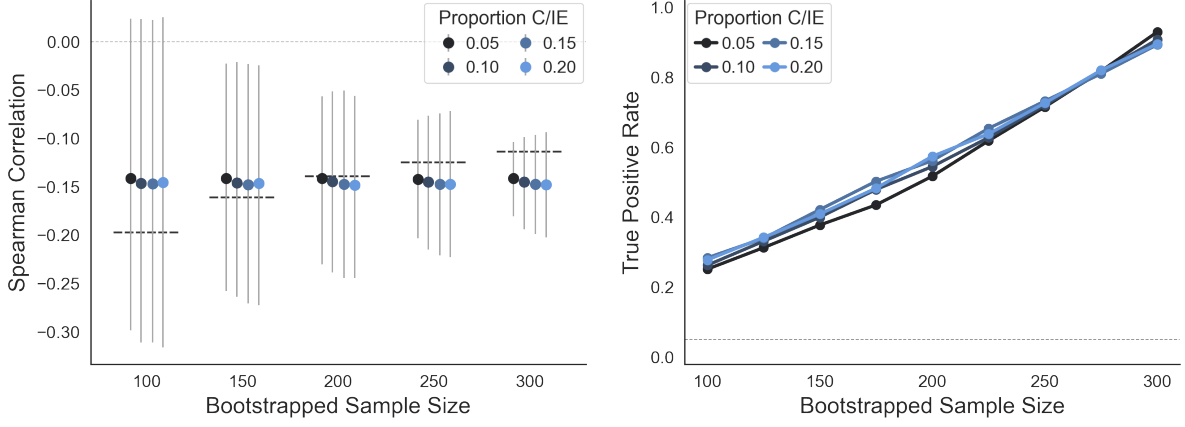 Proportion C/IE
0.05 0.15
0.10 0.20
0.00
−0.05
−0.10
−0.15
−0.20
−0.25
−0.30
Spearman Correlation
100 150 200 250 300
Bootstrapped Sample Size
Proportion C/IE
0.05 0.15
0.10 0.20
1.0
0.8
0.6
0.4
0.2
0.0
True Positive Rate
100 150 200 250 300
Bootstrapped Sample Size